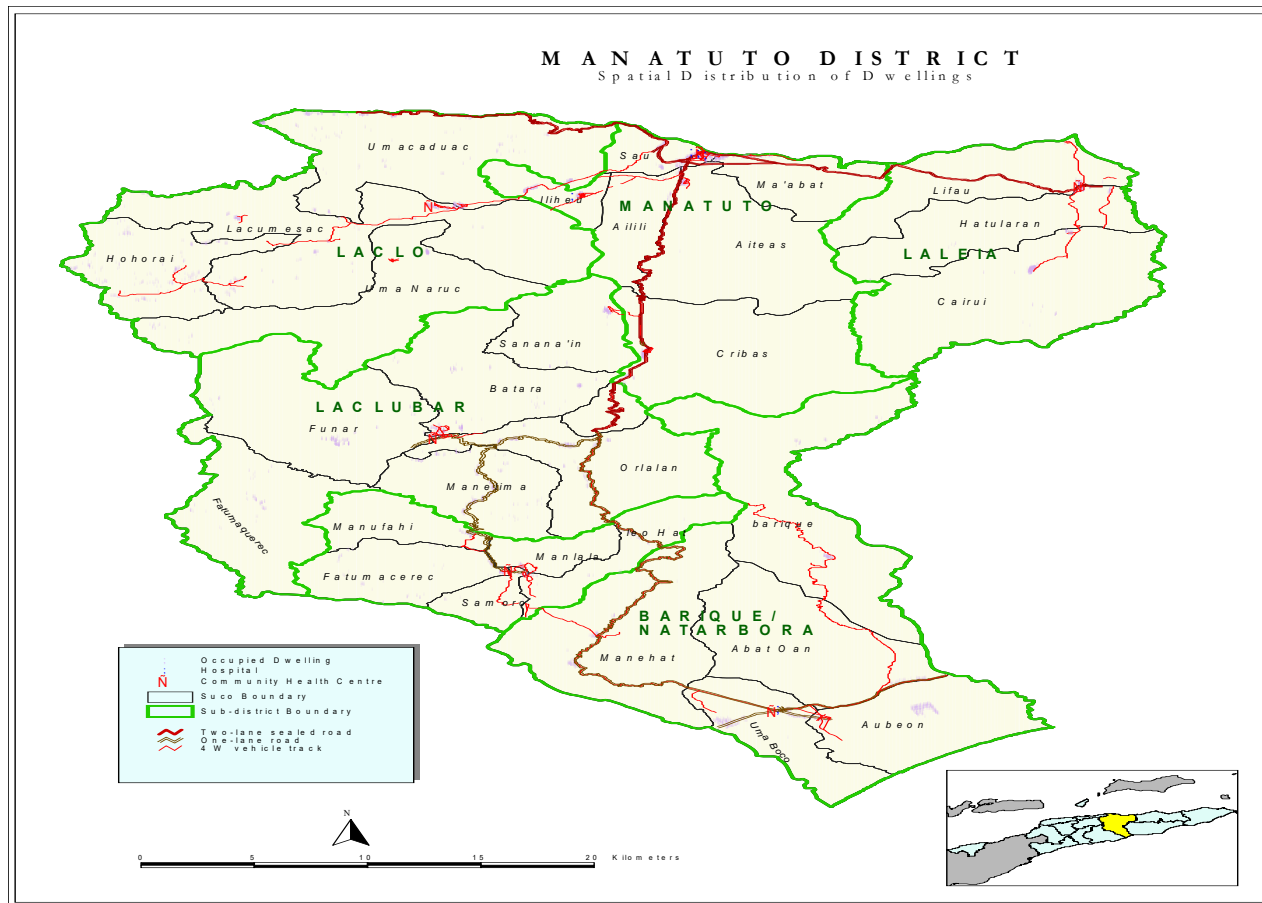 MANATUTO DISTRICT
Spatial Distribution of Dwellings
Umacaduac
Sau
Ma'abat
Lifau
Iliheu
MANATUTO
Hatularan
Lacumesac
Ailili
Aiteas
LALEIA
Hohorai
LACLO
Uma Naruc
Cairui
Sanana'in
Cribas
Batara
LACLUBAR
Funar
Orlalan
Manelima
Fatumaquerec
Manufahi
barique
Manlala
Fatumacerec
Samoro
BARIQUE/
NATARBORA
AbatOan
Manehat
Aubeon
Uma Boco
Occupied Dwelling
Hospital
Ñ Community Health Centre
Suco Boundary
Sub-district Boundary
Two-lane sealed road
One-lane road
4 W vehicle track
N
0 5 10 15 20 Kilometers